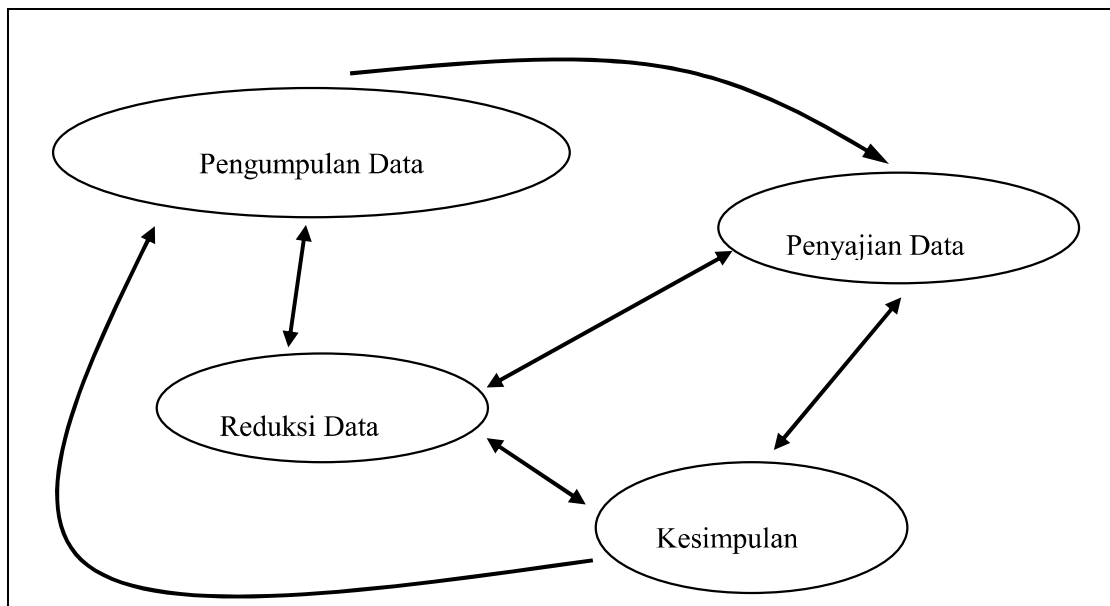 Pengumpulan Data
Penyajian Data
Reduksi Data
Kesimpulan